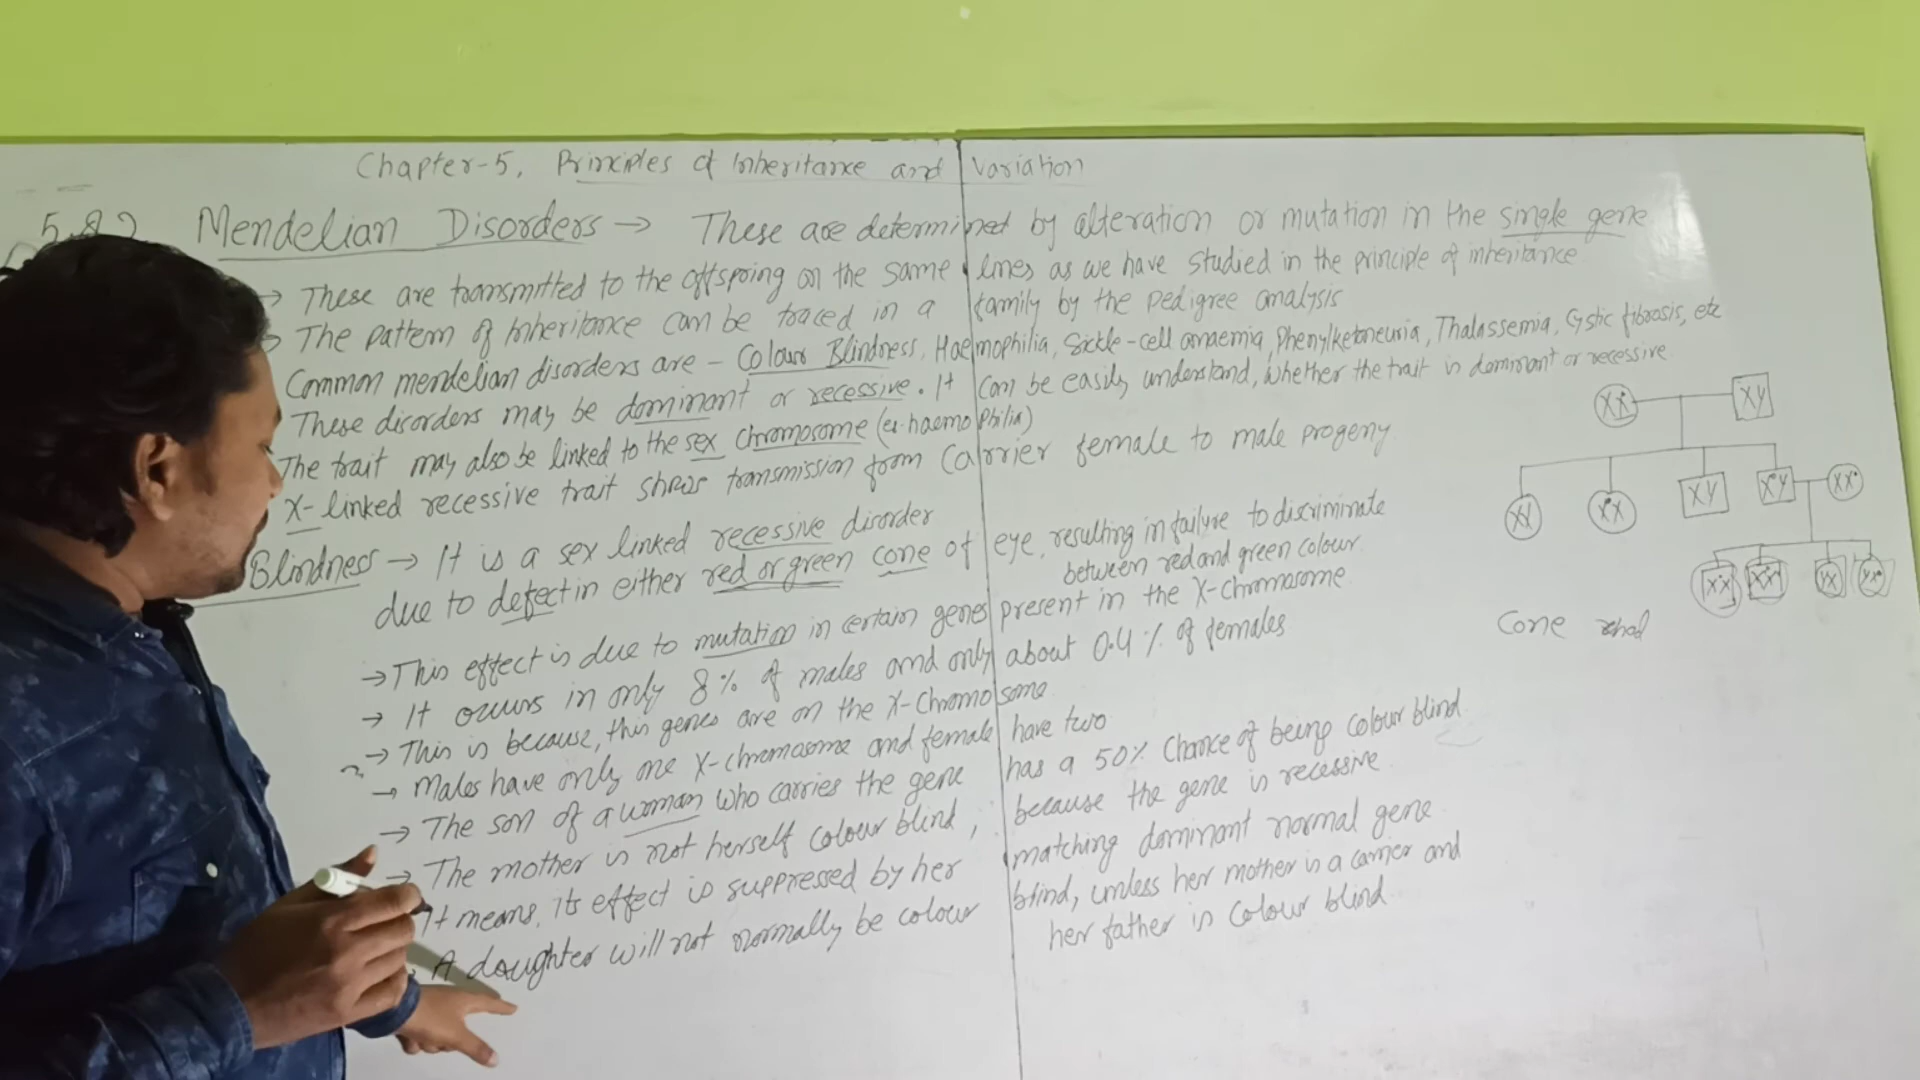 Chapter-5, Principles of Inheritance and Variation
5.8.2 Mendelian Disorders → These are determined by alteration or mutation in the single gene
→ These are transmitted to the offspring on the same lines as we have studied in the principle of inheritance
→ The pattern of Inheritance can be traced in a family by the pedigree analysis
Common mendelian disorders are - Colour Blindness, Haemophilia, Sickle-cell anaemia, Phenylketoneuria, Thalassemia, Cystic fibrosis, etc
These disorders may be dominant or recessive. It can be easily understand, whether the trait is dominant or recessive
The trait may also be linked to the sex chromosome (ex-haemophilia)
X-linked recessive trait shows transmission from carrier female to male progeny
Blindness → It is a sex linked recessive disorder
due to defect in either red or green cone of eye, resulting in failure to discriminate
between red and green colour
→ This effect is due to mutation in certain genes present in the X-chromosome
→ It occurs in only 8% of males and only about 0.4% of females
→ This is because, this genes are on the X-Chromosome
→ Males have only one X-chromosome and female have two
→ The son of a woman who carries the gene has a 50% Chance of being colour blind
→ The mother is not herself colour blind, because the gene is recessive
It means, its effect is suppressed by her matching dominant normal gene
A daughter will not normally be colour blind, unless her mother is a carrier and
her father is colour blind
XX XY
XX XX XY XY XX
XX XY
Cone